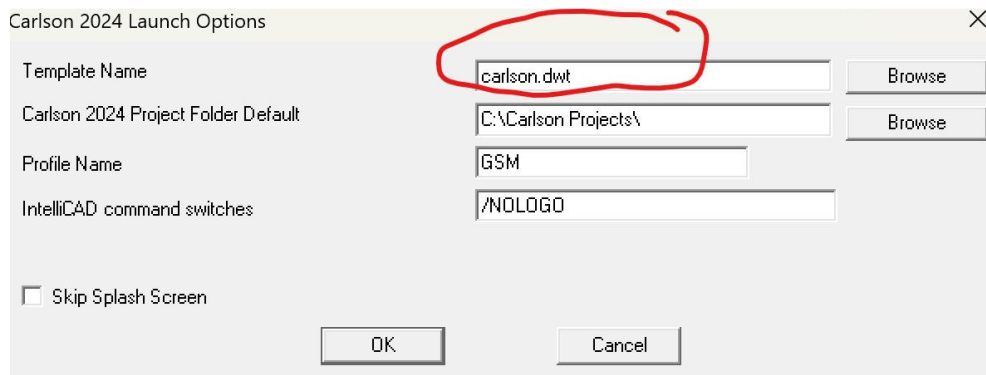 Carlson 2024 Launch Options
Template Name carlson.dwt Browse
Carlson 2024 Project Folder Default C:\Carlson Projects\ Browse
Profile Name GSM
IntelliCAD command switches /NOLOGO
Skip Splash Screen
OK Cancel